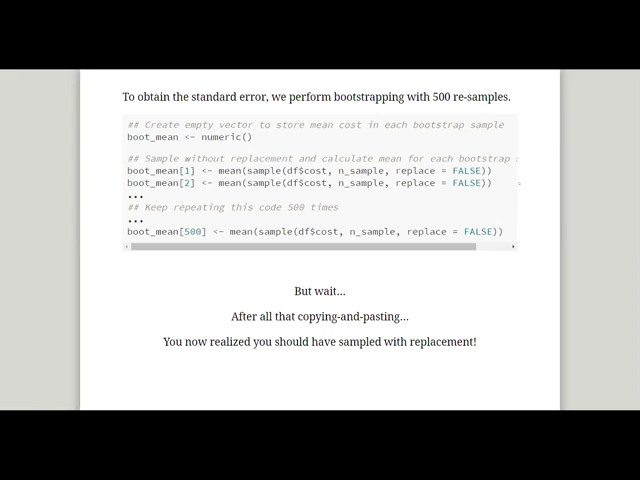 To obtain the standard error, we perform bootstrapping with 500 re-samples.
## Create empty vector to store mean cost in each bootstrap sample
boot_mean <- numeric()
## Sample without replacement and calculate mean for each bootstrap
boot_mean[1] <- mean(sample(df$cost, n_sample, replace = FALSE))
boot_mean[2] <- mean(sample(df$cost, n_sample, replace = FALSE))
...
## Keep repeating this code 500 times
...
boot_mean[500] <- mean(sample(df$cost, n_sample, replace = FALSE))
But wait...
After all that copying-and-pasting...
You now realized you should have sampled with replacement!